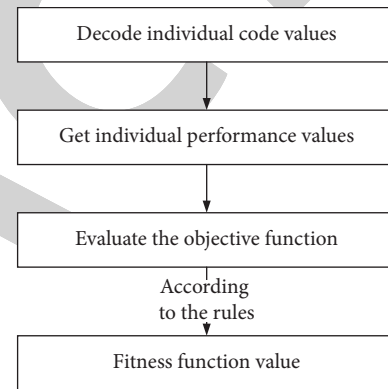 Decode individual code values
Get individual performance values
Evaluate the objective function
According
to the rules
Fitness function value